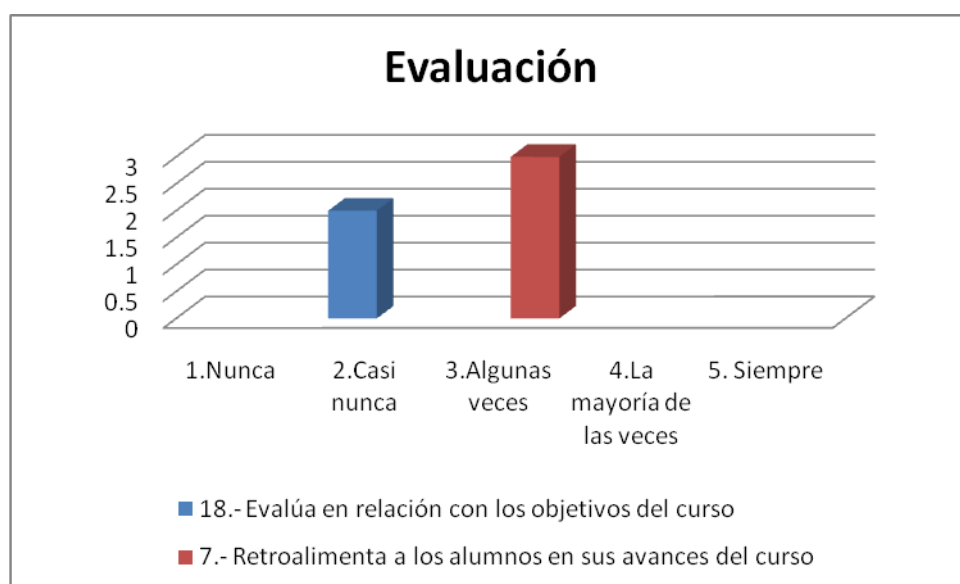 Evaluación
3
2.5
2
1.5
1
0.5
0
1.Nunca
2.Casi
nunca
3.Algunas
veces
4.La
mayoría de
las veces
5. Siempre
18.- Evalúa en relación con los objetivos del curso
7.- Retroalimenta a los alumnos en sus avances del curso